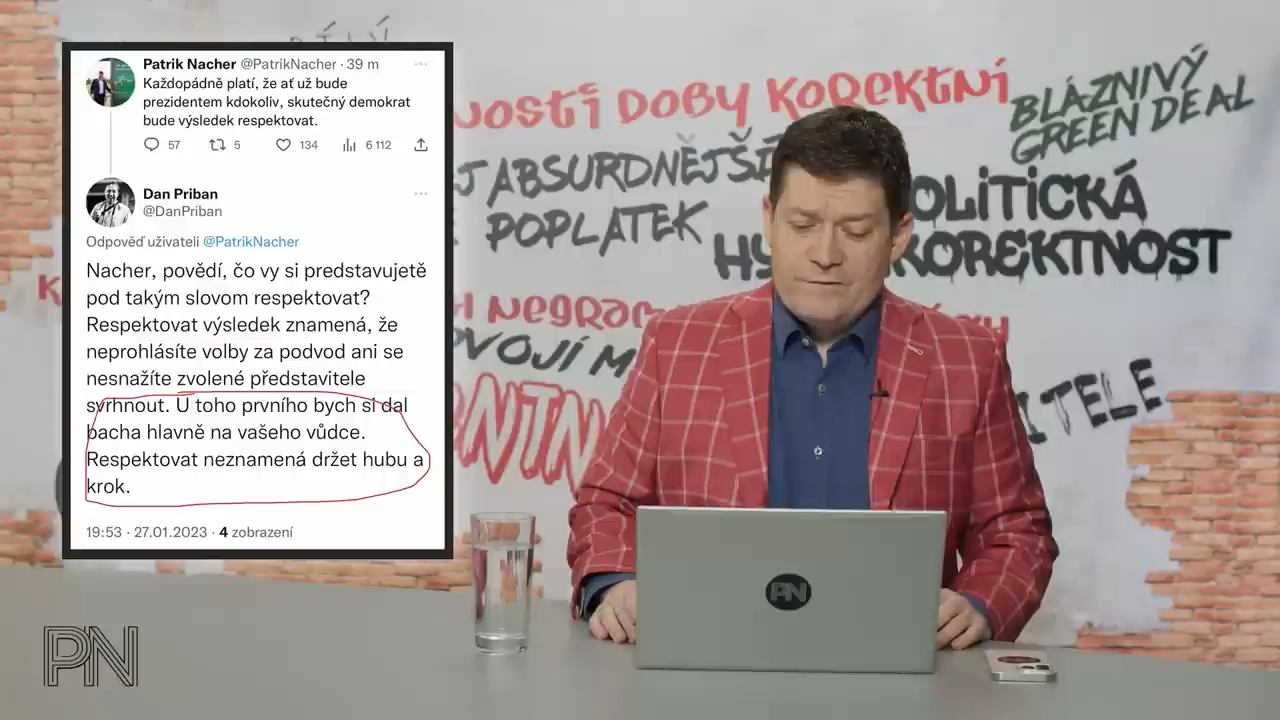 Patrik Nacher @PatrikNacher · 39 m
Každopádně platí, že ať už bude
prezidentem kdokoliv, skutečný demokrat
bude výsledek respektovat.
57 5 134 6 112
Dan Priban
@DanPriban
Odpověď uživateli @PatrikNacher
Nacher, povědí, čo vy si predstavujetě
pod takým slovom respektovat?
Respektovat výsledek znamená, že
neprohlásíte volby za podvod ani se
nesnažíte zvolené představitele
svrhnout. U toho prvního bych si dal
bacha hlavně na vašeho vůdce.
Respektovat neznamená držet hubu a
krok.
19:53 · 27.01.2023 · 4 zobrazení
DOBY KOREKTNÍ
BLÁZNIVÝ
GREEN DEAL
ABSURDNĚJŠÍ
POPLATEK
OLITICKÁ
KOREKTNOST
PN
PN